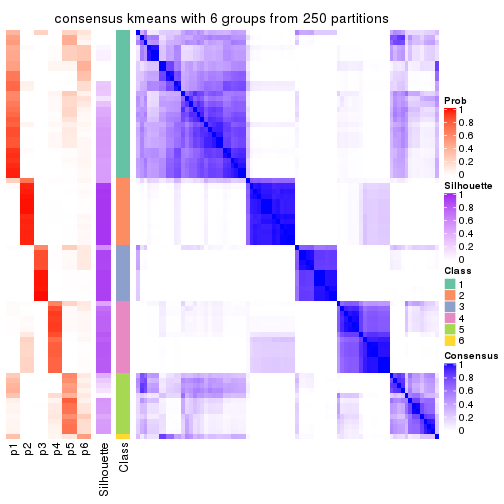 consensus kmeans with 6 groups from 250 partitions
Prob
1
0.8
0.6
0.4
0.2
0
Silhouette
1
0.8
0.6
0.4
0.2
0
Class
1
2
3
4
5
6
Consensus
1
0.8
0.6
0.4
0.2
0
p1
p2
p3
p4
p5
p6
Silhouette
Class